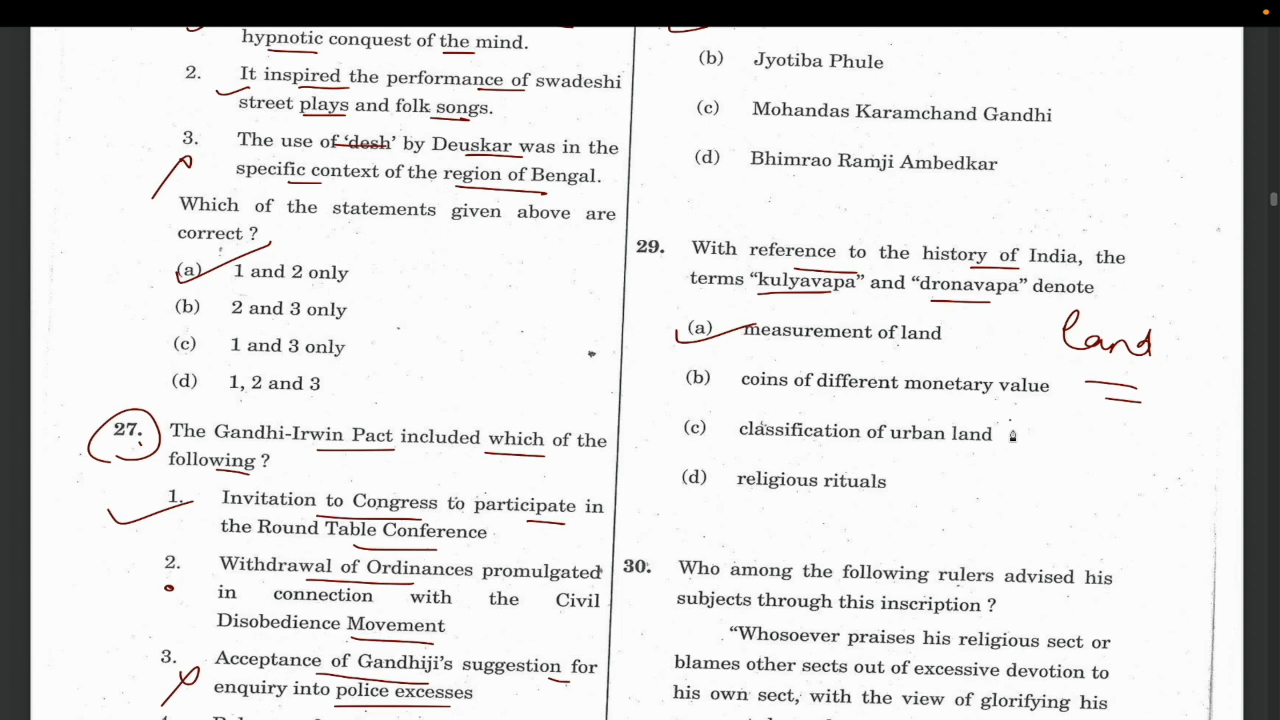 hypnotic conquest of the mind.
2. It inspired the performance of swadeshi
street plays and folk songs.
3. The use of 'desh' by Deuskar was in the
specific context of the region of Bengal.
Which of the statements given above are
correct ?
(a) 1 and 2 only
(b) 2 and 3 only
(c) 1 and 3 only
(d) 1, 2 and 3
27. The Gandhi-Irwin Pact included which of the
following ?
1. Invitation to Congress to participate in
the Round Table Conference
2. Withdrawal of Ordinances promulgated
in connection with the Civil
Disobedience Movement
3. Acceptance of Gandhiji's suggestion for
enquiry into police excesses
(b) Jyotiba Phule
(c) Mohandas Karamchand Gandhi
(d) Bhimrao Ramji Ambedkar
29. With reference to the history of India, the
terms "kulyavapa" and "dronavapa" denote
(a) measurement of land
land
(b) coins of different monetary value
(c) classification of urban land
(d) religious rituals
30. Who among the following rulers advised his
subjects through this inscription ?
"Whosoever praises his religious sect or
blames other sects out of excessive devotion to
his own sect, with the view of glorifying his